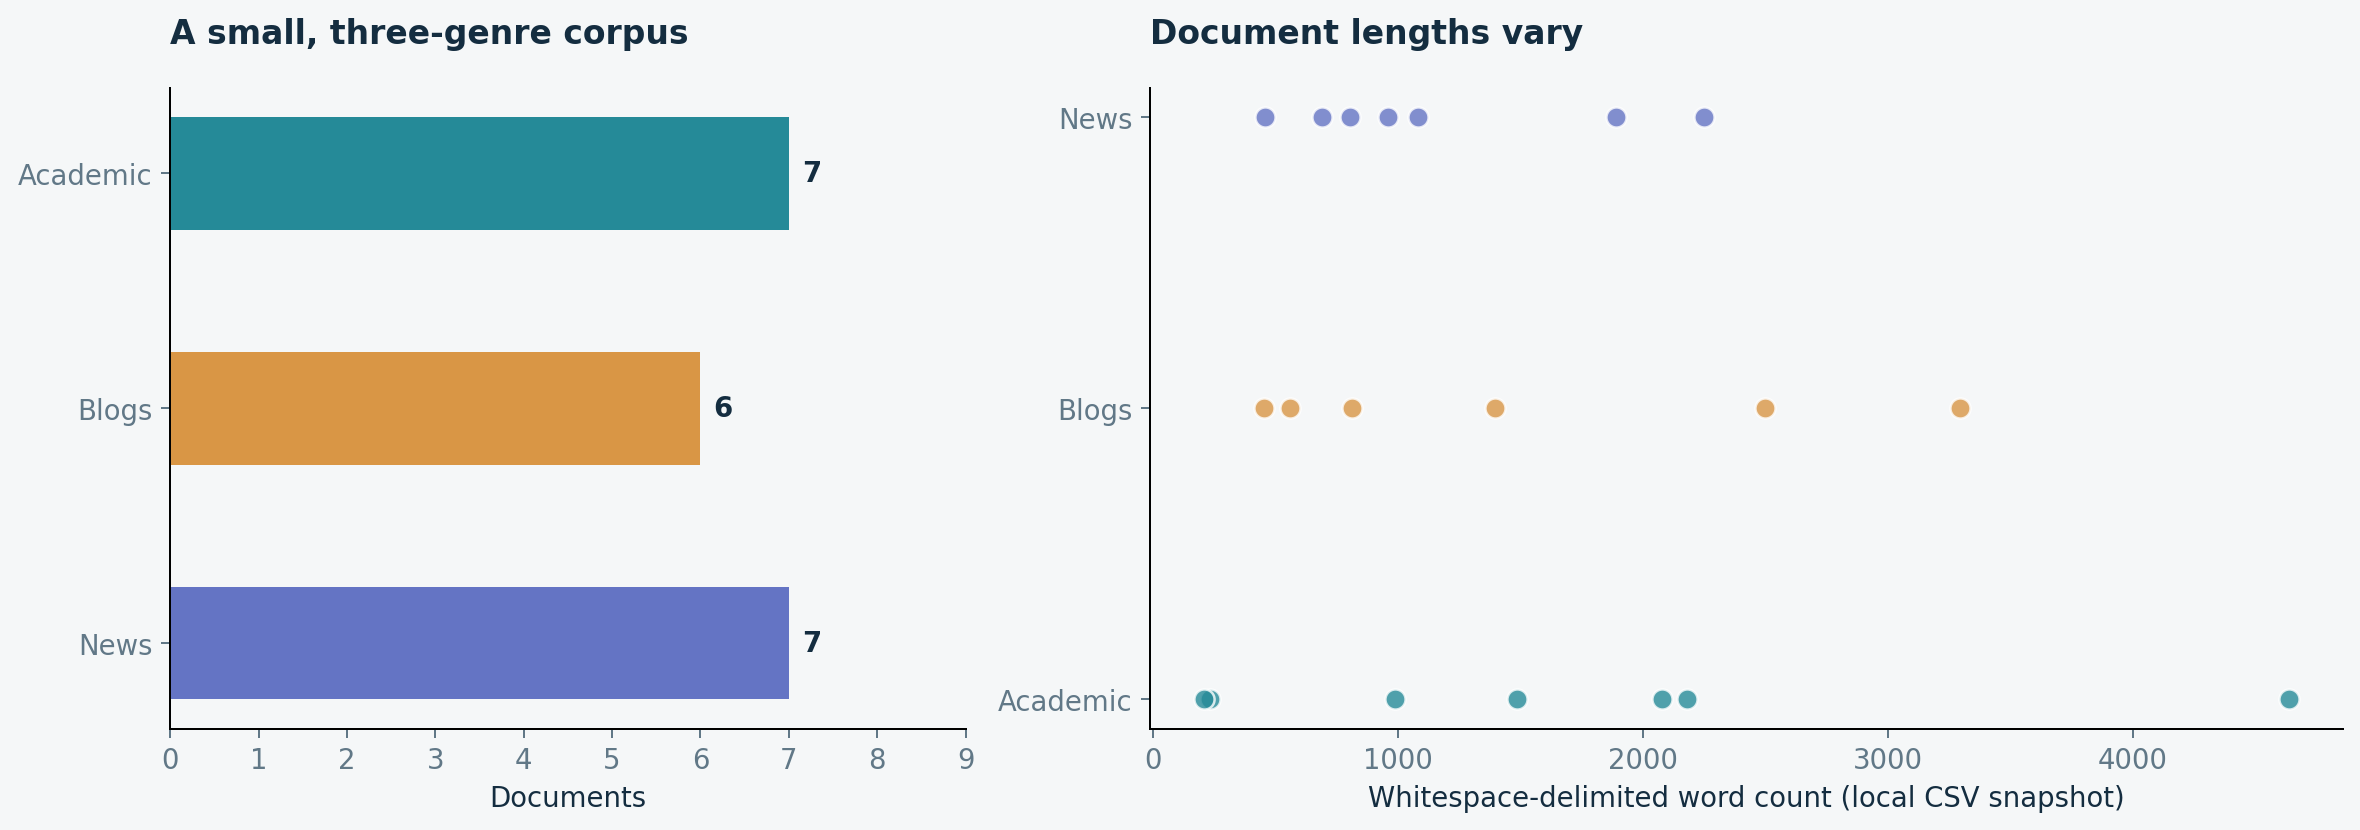 A small, three-genre corpus
Academic
7
Blogs
6
News
7
0 1 2 3 4 5 6 7 8 9
Documents
Document lengths vary
News
Blogs
Academic
0 1000 2000 3000 4000
Whitespace-delimited word count (local CSV snapshot)